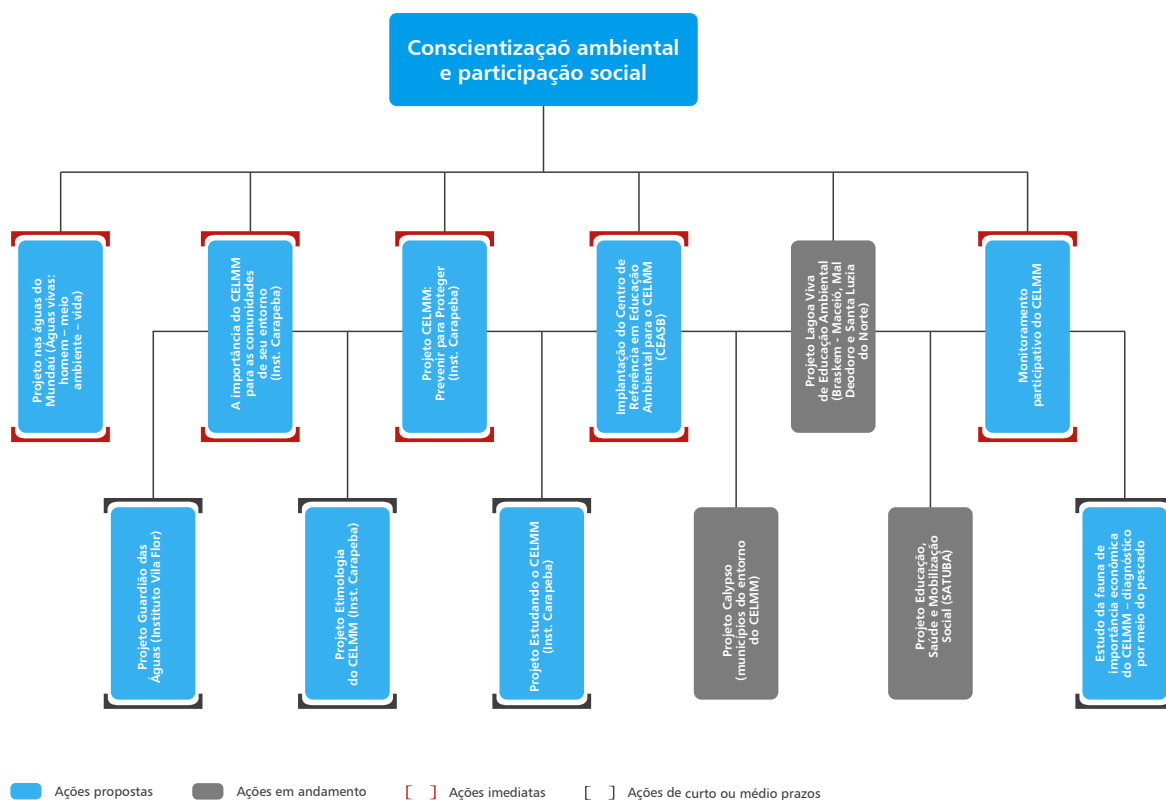 Conscientizaçaõ ambiental
e participação social
Projeto nas águas do
Mundaú (Águas vivas:
homem – meio
ambiente – vida)
A importância do CELMM
para as comunidades
de seu entorno
(Inst. Carapeba)
Projeto CELMM:
Prevenir para Proteger
(Inst. Carapeba)
Implantação do Centro de
Referência em Educação
Ambiental para o CELMM
(CEASB)
Projeto Lagoa Viva
de Educação Ambiental
(Braskem - Maceió, Mal
Deodoro e Santa Luzia
do Norte)
Monitoramento
participativo do CELMM
Projeto Guardião das
Águas (Instituto Vila Flor)
Projeto Etimologia
do CELMM (Inst. Carapeba)
Projeto Estudando o CELMM
(Inst. Carapeba)
Projeto Calypso
(municípios do entorno
do CELMM)
Projeto Educação,
Saúde e Mobilização
Social (SATUBA)
Estudo da fauna de
importância econômica
do CELMM – diagnóstico
por meio do pescado
Ações propostas
Ações em andamento
[ ] Ações imediatas
[ ] Ações de curto ou médio prazos